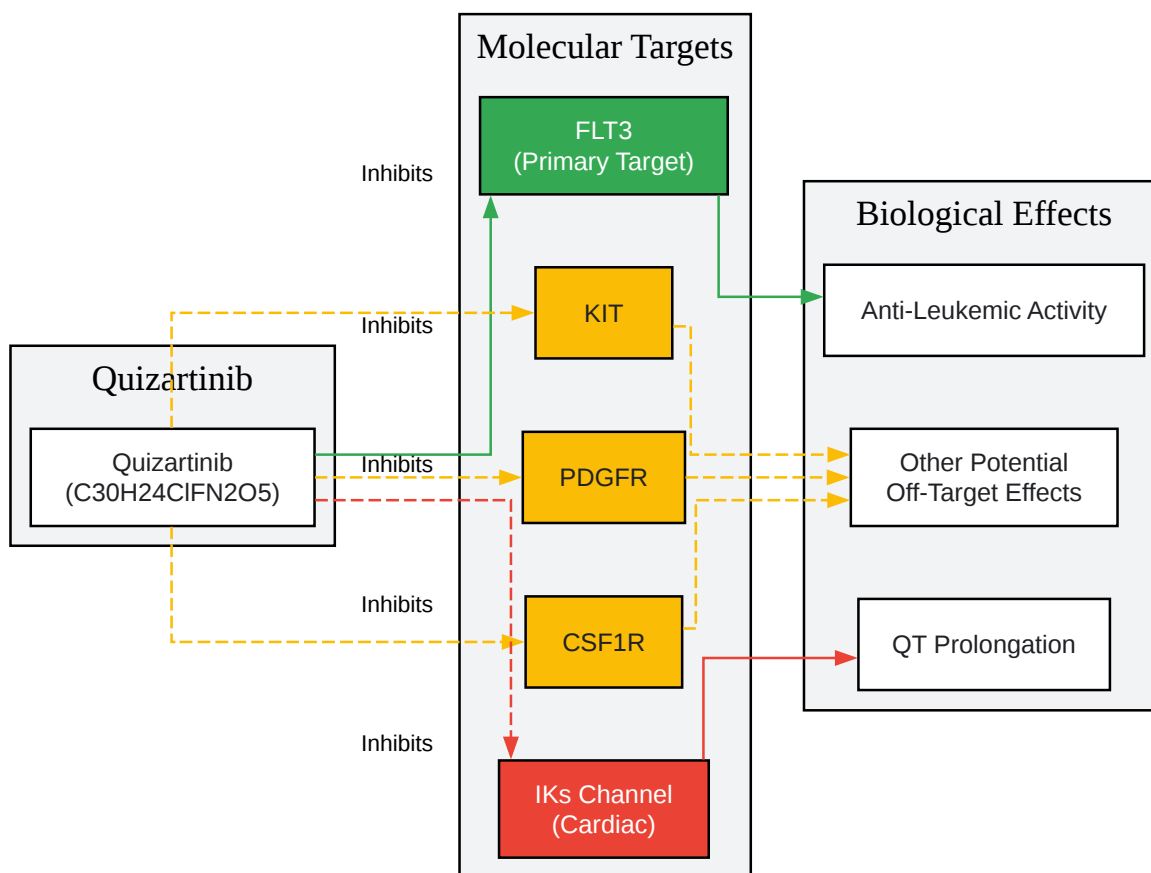 Molecular Targets
FLT3
(Primary Target)
Inhibits
Biological Effects
KIT
Inhibits
Anti-Leukemic Activity
Quizartinib
Quizartinib
(C30H24ClFN2O5)
Inhibits
PDGFR
Other Potential
Off-Target Effects
Inhibits
CSF1R
QT Prolongation
Inhibits
IKs Channel
(Cardiac)